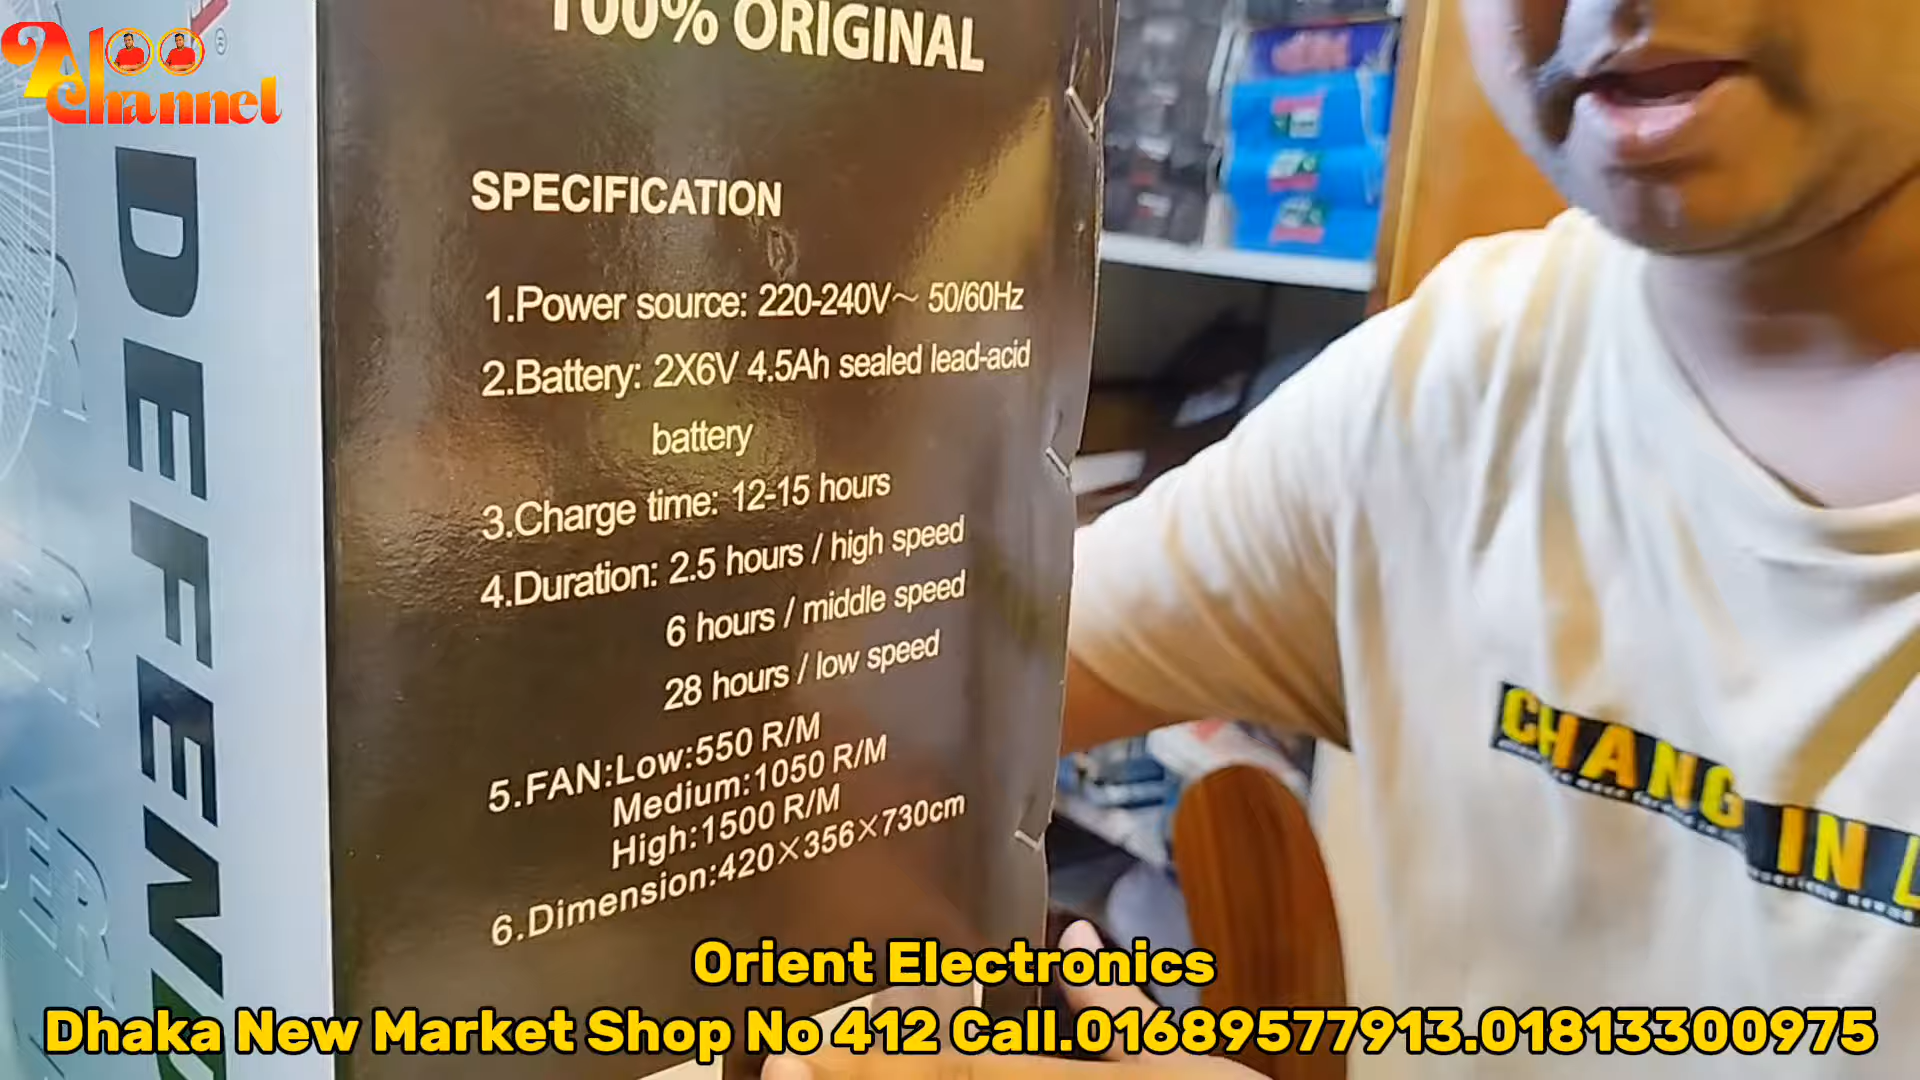 Aloo
Channel
®
DEFEND
100% ORIGINAL
SPECIFICATION
1.Power source: 220-240V~ 50/60Hz
2.Battery: 2X6V 4.5Ah sealed lead-acid
battery
3.Charge time: 12-15 hours
4.Duration: 2.5 hours / high speed
6 hours / middle speed
28 hours / low speed
5.FAN:Low:550 R/M
Medium:1050 R/M
High:1500 R/M
6.Dimension:420×356×730cm
CHANG IN
Orient Electronics
Dhaka New Market Shop No 412 Call.01689577913.01813300975